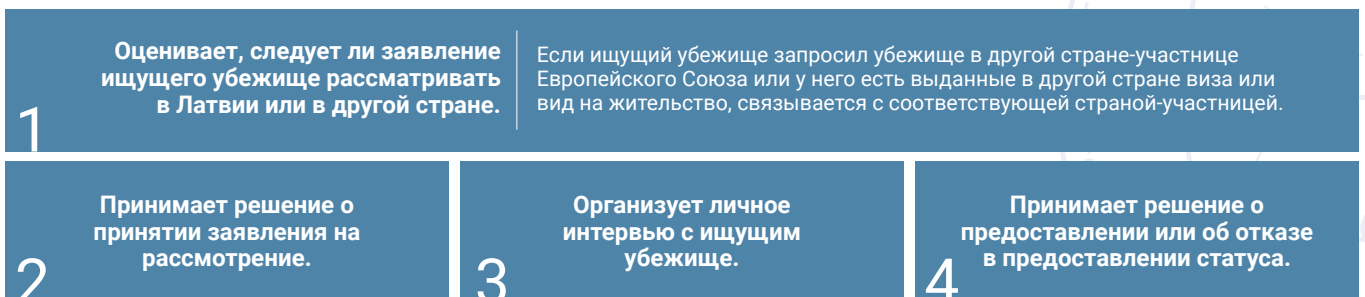 Оценивает, следует ли заявление
ищущего убежище рассматривать
в Латвии или в другой стране.
Если ищущий убежище запросил убежище в другой стране-участнице
Европейского Союза или у него есть выданные в другой стране виза или
вид на жительство, связывается с соответствующей страной-участницей.
1
Принимает решение о
принятии заявления на
рассмотрение.
2
Организует личное
интервью с ищущим
убежище.
3
Принимает решение о
предоставлении или об отказе
в предоставлении статуса.
4